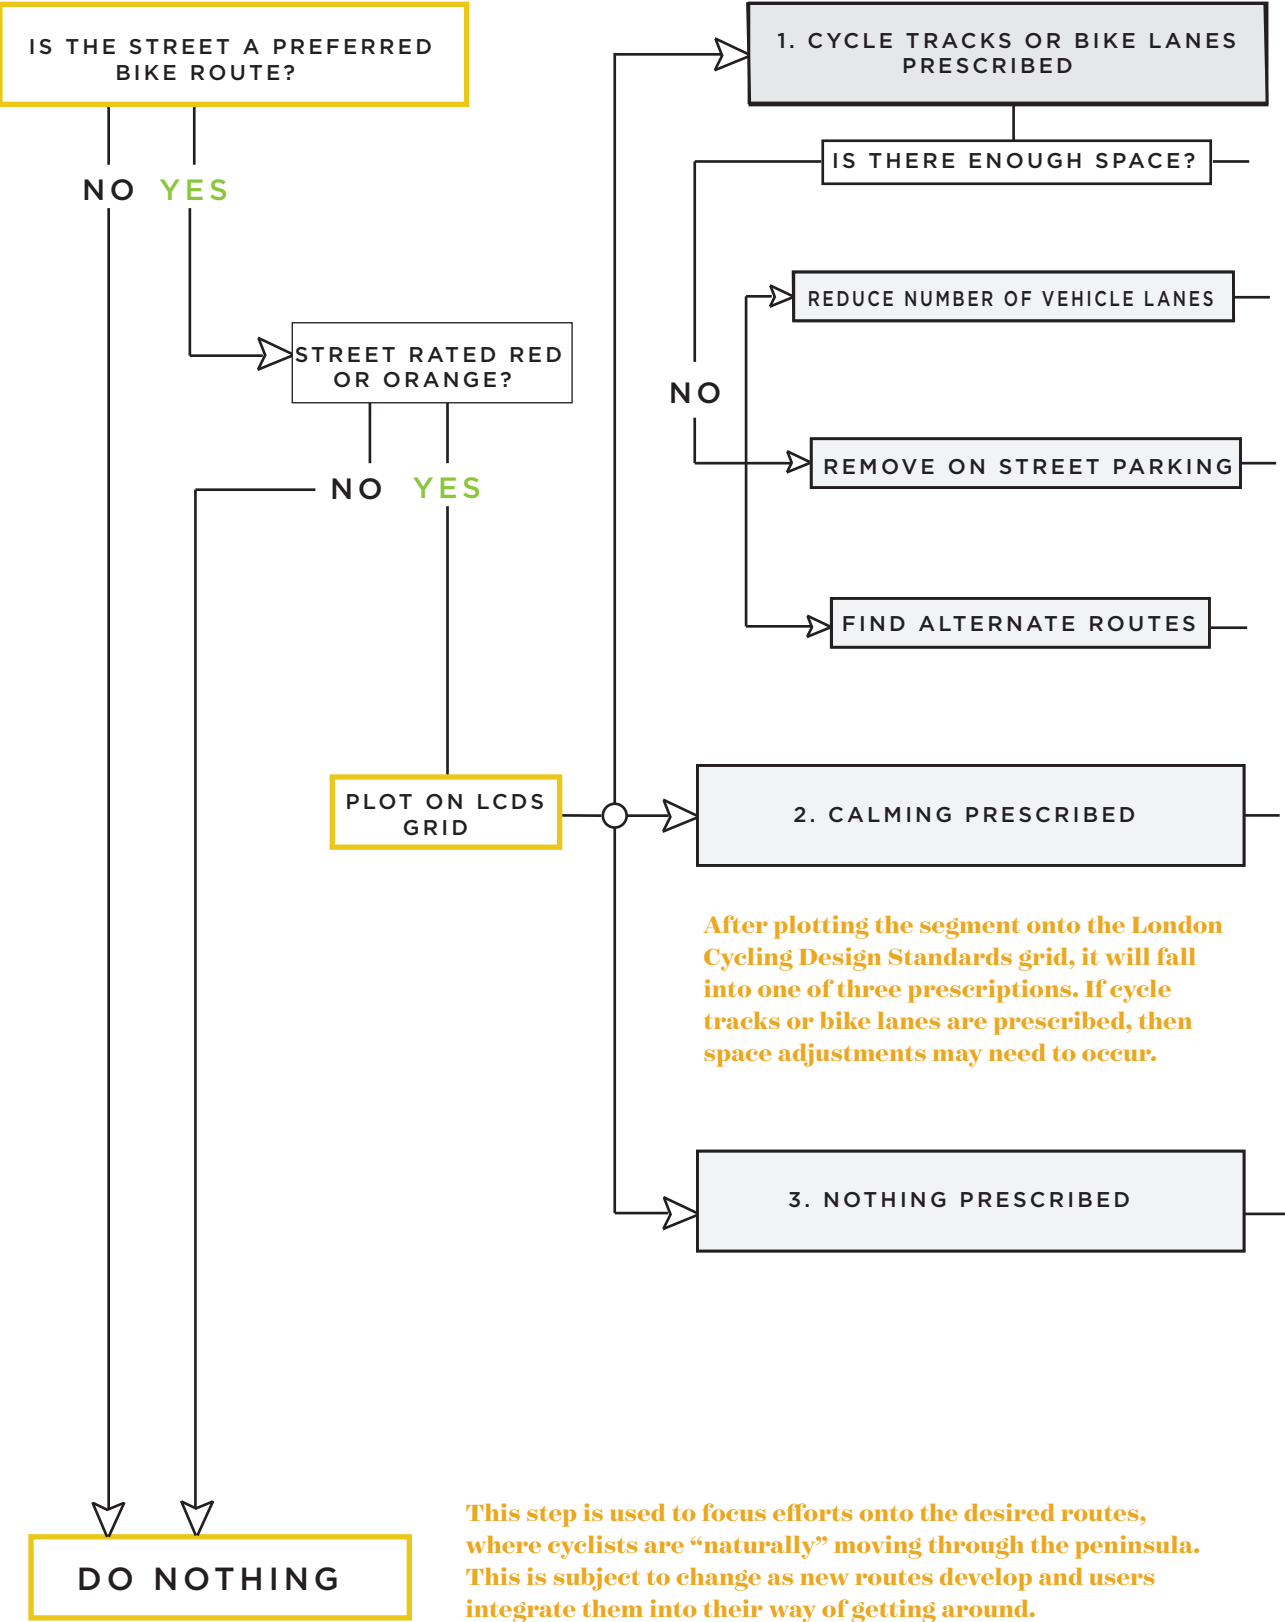 IS THE STREET A PREFERRED
BIKE ROUTE?
NO YES
STREET RATED RED
OR ORANGE?
NO YES
PLOT ON LCDS
GRID
1. CYCLE TRACKS OR BIKE LANES
PRESCRIBED
IS THERE ENOUGH SPACE?
NO
REDUCE NUMBER OF VEHICLE LANES
REMOVE ON STREET PARKING
FIND ALTERNATE ROUTES
2. CALMING PRESCRIBED
After plotting the segment onto the London
Cycling Design Standards grid, it will fall
into one of three prescriptions. If cycle
tracks or bike lanes are prescribed, then
space adjustments may need to occur.
3. NOTHING PRESCRIBED
DO NOTHING
This step is used to focus efforts onto the desired routes,
where cyclists are “naturally” moving through the peninsula.
This is subject to change as new routes develop and users
integrate them into their way of getting around.